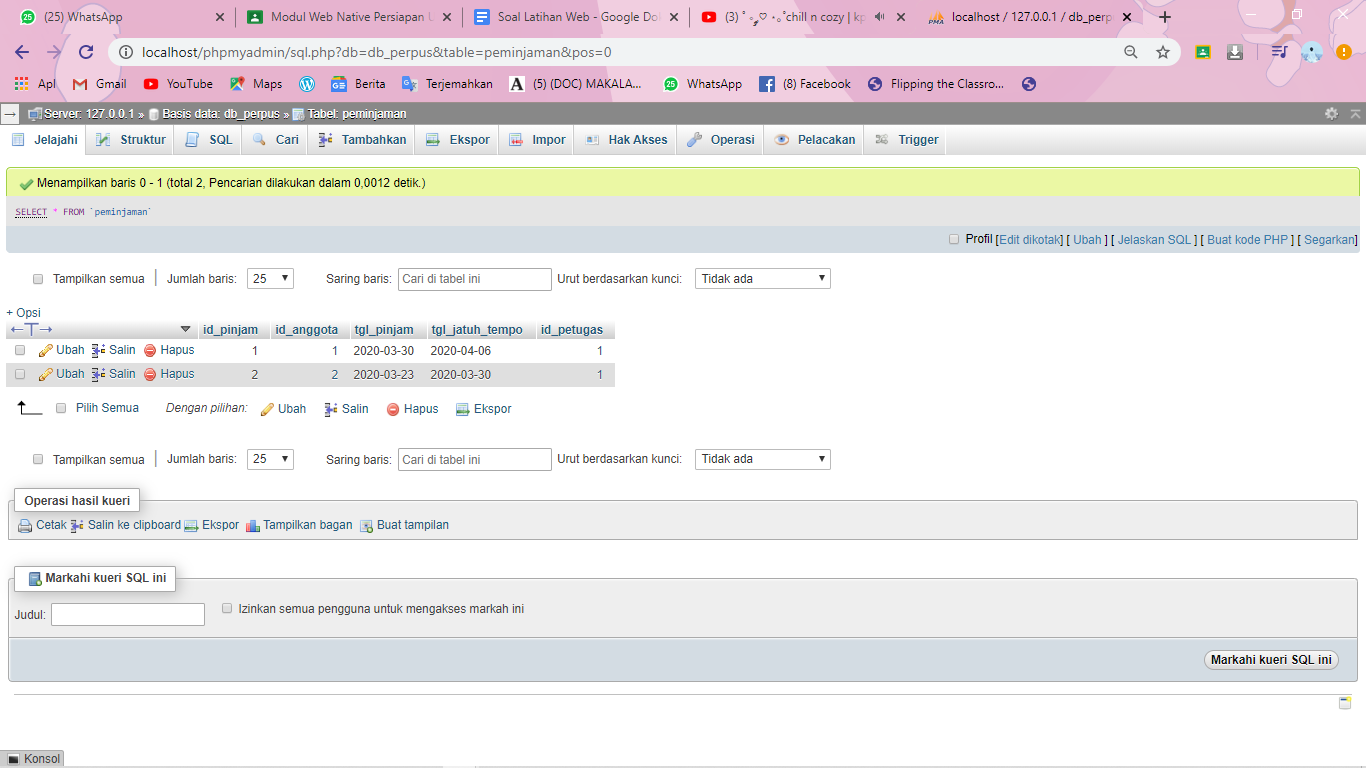 (25) WhatsApp
Modul Web Native Persiapan U
Soal Latihan Web - Google Do
(3) ˚ ༘♡ ⋆｡˚chill n cozy | kp
localhost / 127.0.0.1 / db_perp
localhost/phpmyadmin/sql.php?db=db_perpus&table=peminjaman&pos=0
Apl Gmail YouTube Maps Berita Terjemahkan (5) (DOC) MAKALA... WhatsApp (8) Facebook Flipping the Classro...
Server: 127.0.0.1 » Basis data: db_perpus » Tabel: peminjaman
Jelajahi Struktur SQL Cari Tambahkan Ekspor Impor Hak Akses Operasi Pelacakan Trigger
Menampilkan baris 0 - 1 (total 2, Pencarian dilakukan dalam 0,0012 detik.)
SELECT * FROM `peminjaman`
Profil [Edit dikotak] [ Ubah ] [ Jelaskan SQL ] [ Buat kode PHP ] [ Segarkan]
Tampilkan semua | Jumlah baris: 25 Saring baris: Cari di tabel ini Urut berdasarkan kunci: Tidak ada
+ Opsi
←T→ id_pinjam id_anggota tgl_pinjam tgl_jatuh_tempo id_petugas
Ubah Salin Hapus 1 1 2020-03-30 2020-04-06 1
Ubah Salin Hapus 2 2 2020-03-23 2020-03-30 1
Pilih Semua Dengan pilihan: Ubah Salin Hapus Ekspor
Tampilkan semua | Jumlah baris: 25 Saring baris: Cari di tabel ini Urut berdasarkan kunci: Tidak ada
Operasi hasil kueri
Cetak Salin ke clipboard Ekspor Tampilkan bagan Buat tampilan
Markahi kueri SQL ini
Judul: Izinkan semua pengguna untuk mengakses markah ini
Markahi kueri SQL ini
Konsol